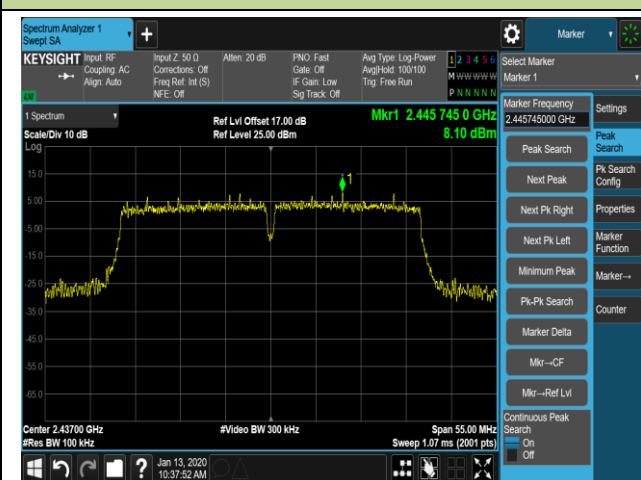 Spectrum Analyzer 1
Swept SA
+
Marker
KEYSIGHT
Input: RF
Coupling: AC
Align: Auto
Input Z: 50 Ω
Corrections: Off
Freq Ref: Int (S)
NFE: Off
Atten: 20 dB
PNO: Fast
Gate: Off
IF Gain: Low
Sig Track: Off
Avg Type: Log-Power
Avg|Hold: 100/100
Trig: Free Run
1 2 3 4 5 6
M W W W W W
P N N N N N
Select Marker
Marker 1
1 Spectrum
Scale/Div 10 dB
Log
Ref Lvl Offset 17.00 dB
Ref Level 25.00 dBm
Mkr1 2.445 745 0 GHz
8.10 dBm
15.0
5.00
-5.00
-15.0
-25.0
-35.0
-45.0
-55.0
-65.0
1
Center 2.43700 GHz
#Res BW 100 kHz
#Video BW 300 kHz
Span 55.00 MHz
Sweep 1.07 ms (2001 pts)
Marker Frequency
2.445745000 GHz
Peak Search
Next Peak
Next Pk Right
Next Pk Left
Minimum Peak
Pk-Pk Search
Marker Delta
Mkr→CF
Mkr→Ref Lvl
Continuous Peak
Search
On
Off
Settings
Peak
Search
Pk Search
Config
Properties
Marker
Function
Marker→
Counter
?
Jan 13, 2020
10:37:52 AM